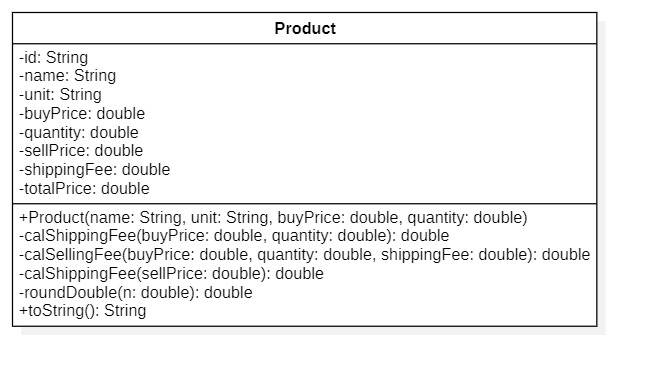 Product
-id: String
-name: String
-unit: String
-buyPrice: double
-quantity: double
-sellPrice: double
-shippingFee: double
-totalPrice: double
+Product(name: String, unit: String, buyPrice: double, quantity: double)
-calShippingFee(buyPrice: double, quantity: double): double
-calSellingFee(buyPrice: double, quantity: double, shippingFee: double): double
-calShippingFee(sellPrice: double): double
-roundDouble(n: double): double
+toString(): String